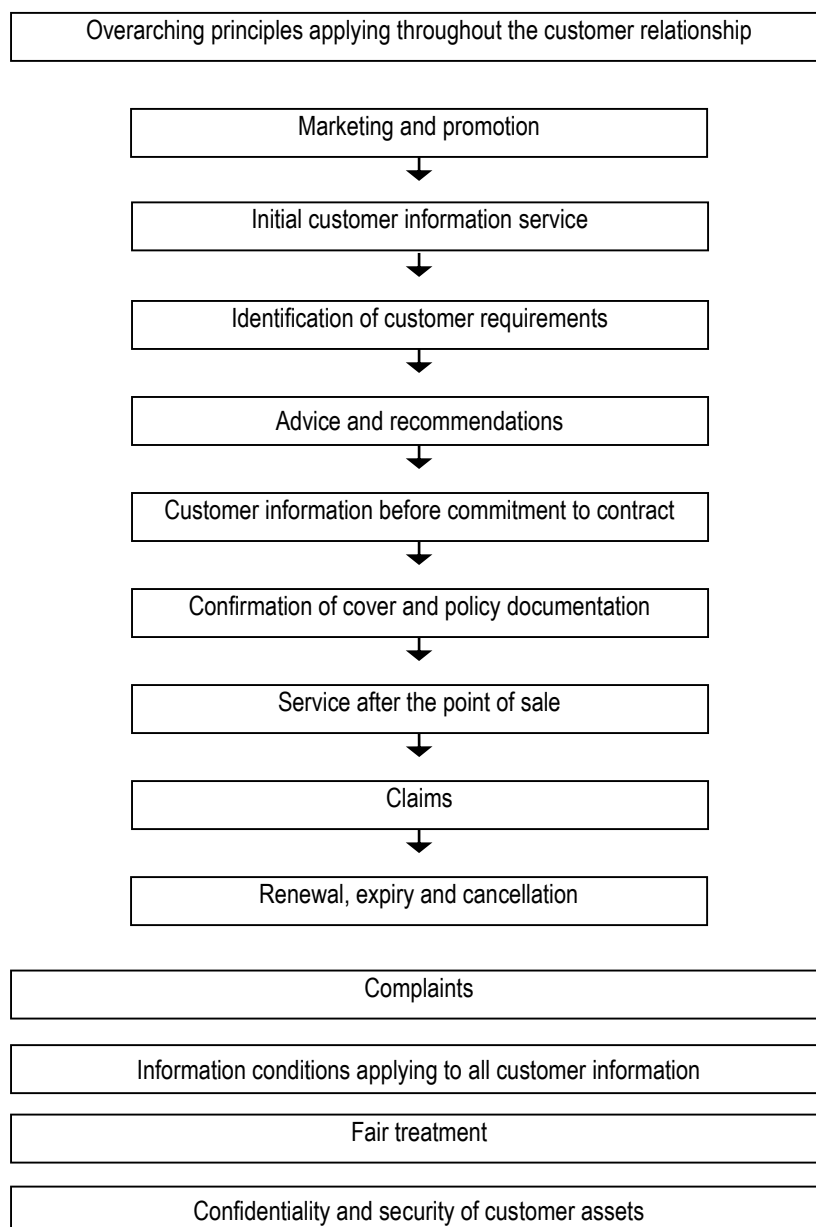 Overarching principles applying throughout the customer relationship
Marketing and promotion
Initial customer information service
Identification of customer requirements
Advice and recommendations
Customer information before commitment to contract
Confirmation of cover and policy documentation
Service after the point of sale
Claims
Renewal, expiry and cancellation
Complaints
Information conditions applying to all customer information
Fair treatment
Confidentiality and security of customer assets